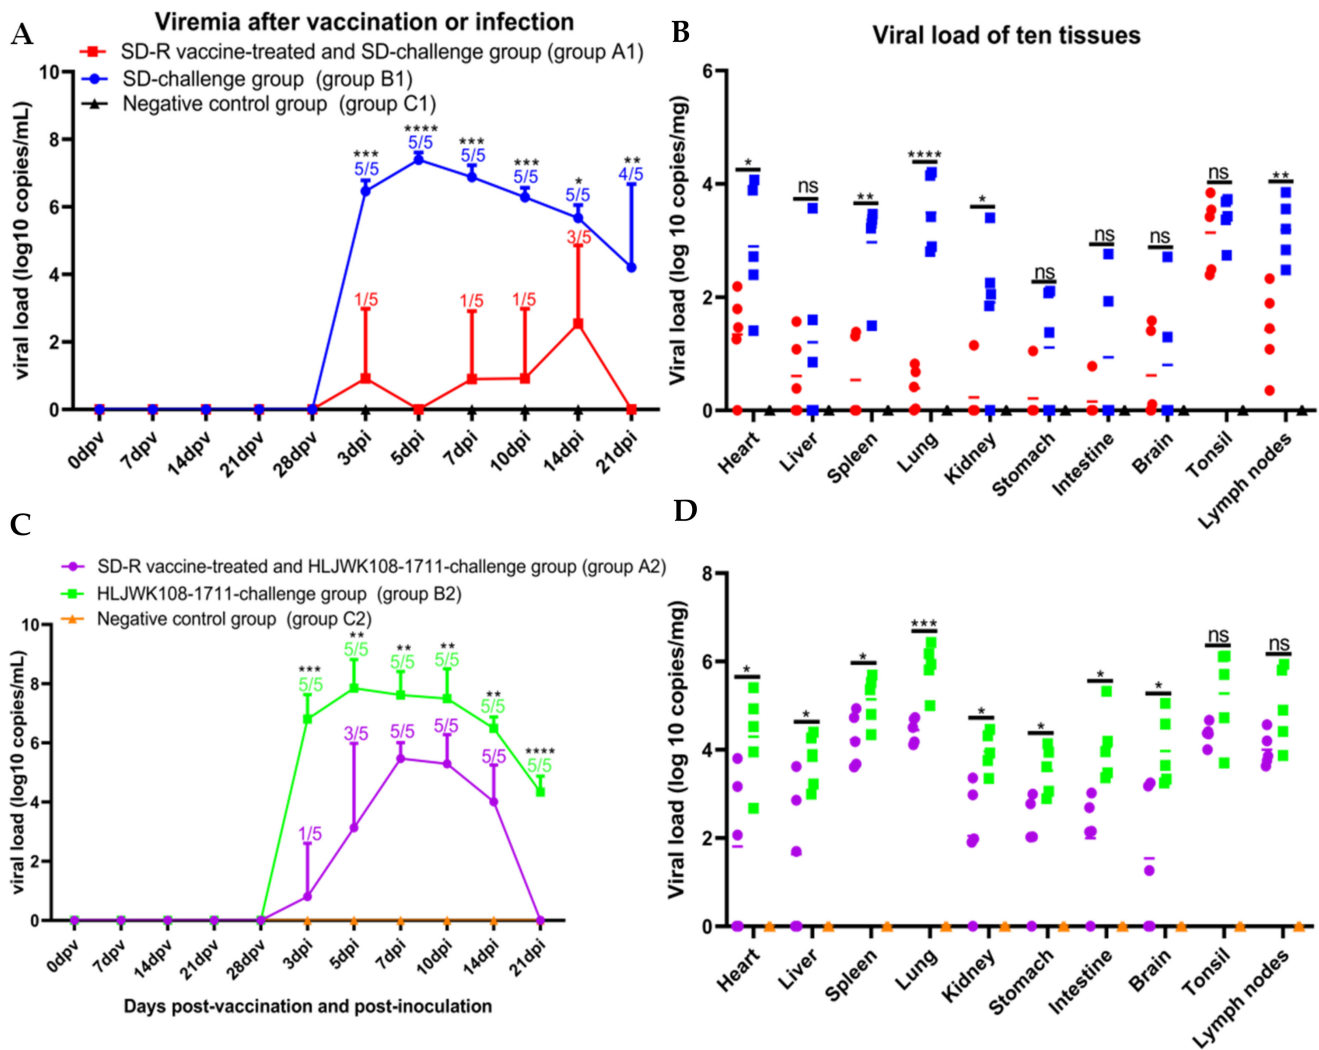 A
Viremia after vaccination or infection
SD-R vaccine-treated and SD-challenge group (group A1)
SD-challenge group (group B1)
Negative control group (group C1)
viral load (log10 copies/mL)
10
8
6
4
2
0
*** **** *** *** * **
5/5 5/5 5/5 5/5 5/5 4/5
1/5 1/5 1/5 3/5
0dpv 7dpv 14dpv 21dpv 28dpv 3dpi 5dpi 7dpi 10dpi 14dpi 21dpi
B
Viral load of ten tissues
Viral load (log 10 copies/mg)
6
4
2
0
* ns ** **** * ns ns ns ns **
Heart Liver Spleen Lung Kidney Stomach Intestine Brain Tonsil Lymph nodes
C
SD-R vaccine-treated and HLJWK108-1711-challenge group (group A2)
HLJWK108-1711-challenge group (group B2)
Negative control group (group C2)
viral load (log10 copies/mL)
10
8
6
4
2
0
*** ** ** ** ** ****
5/5 5/5 5/5 5/5 5/5 5/5
1/5 3/5 5/5 5/5 5/5
0dpv 7dpv 14dpv 21dpv 28dpv 3dpi 5dpi 7dpi 10dpi 14dpi 21dpi
Days post-vaccination and post-inoculation
D
Viral load (log 10 copies/mg)
8
6
4
2
0
* * * *** * * * * ns ns
Heart Liver Spleen Lung Kidney Stomach Intestine Brain Tonsil Lymph nodes